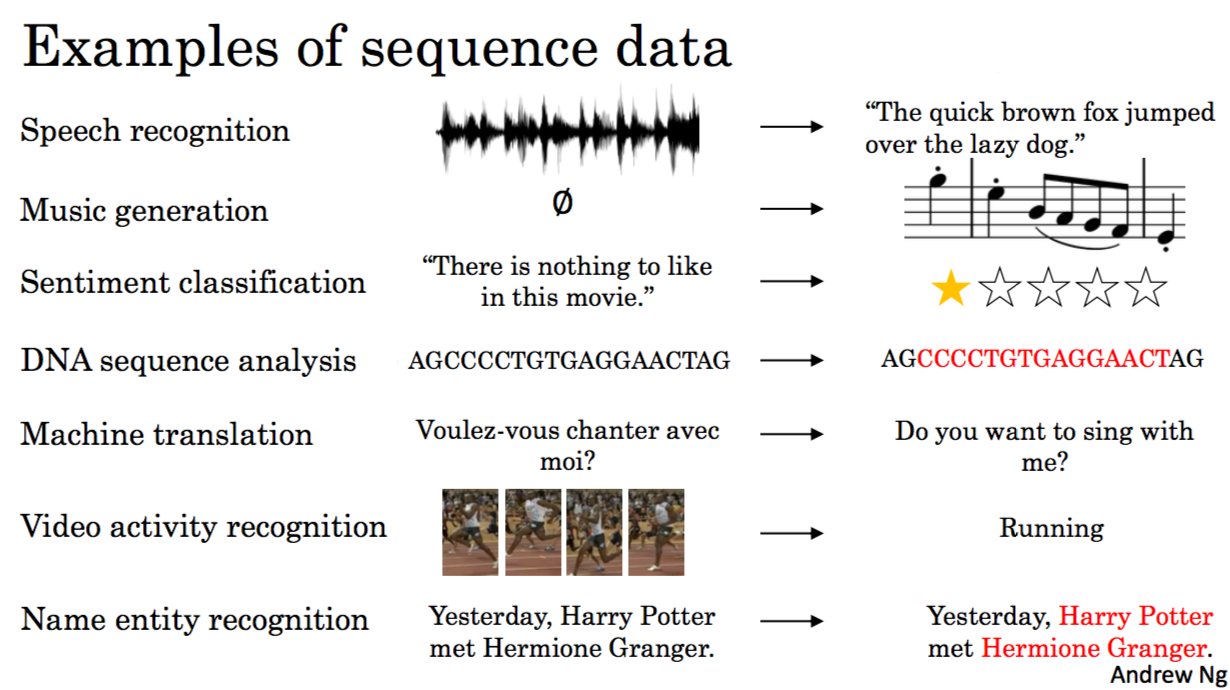 Examples of sequence data
Speech recognition
“The quick brown fox jumped
over the lazy dog.”
Music generation
∅
Sentiment classification
“There is nothing to like
in this movie.”
DNA sequence analysis
AGCCCCTGTGAGGAACTAG
AGCCCCTGTGAGGAACTAG
Machine translation
Voulez-vous chanter avec
moi?
Do you want to sing with
me?
Video activity recognition
Running
Name entity recognition
Yesterday, Harry Potter
met Hermione Granger.
Yesterday, Harry Potter
met Hermione Granger.
Andrew Ng